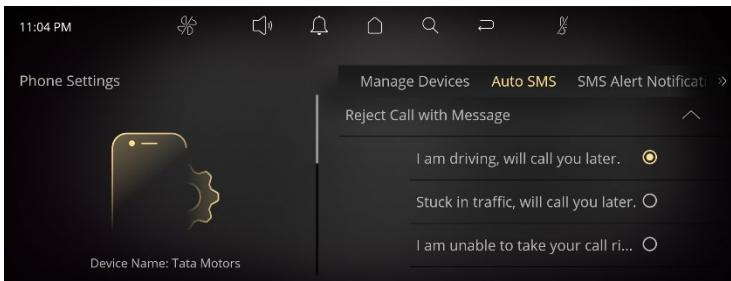 11:04 PM
Phone Settings
Manage Devices Auto SMS SMS Alert Notificati
Reject Call with Message
I am driving, will call you later.
Stuck in traffic, will call you later.
I am unable to take your call ri...
Device Name: Tata Motors